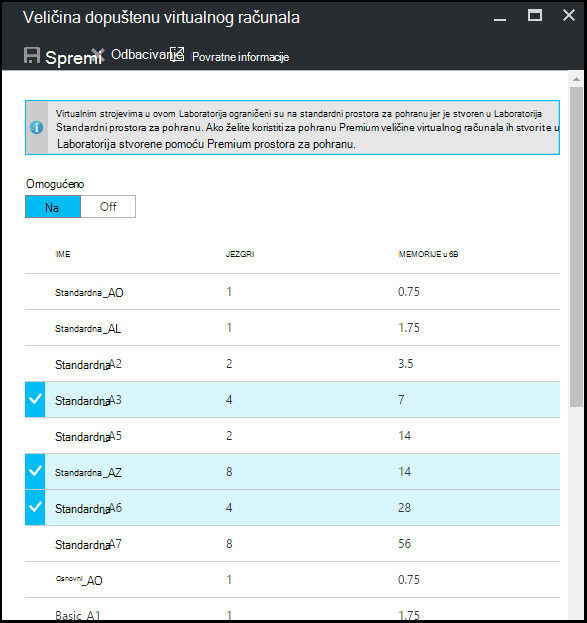 Veličina dopuštenu virtualnog računala
Spremi Odbacivanje Povratne informacije
Virtualnim strojevima u ovom Laboratorija ograničeni su na standardni prostora za pohranu jer je stvoren u Laboratorija
Standardni prostora za pohranu. Ako želite koristiti za pohranu Premium veličine virtualnog računala ih stvorite u
Laboratorija stvorene pomoću Premium prostora za pohranu.
Omogućeno
Na Off
IME JEZGRI MEMORIJE u 6B
Standardna_AO 1 0.75
Standardna_AL 1 1.75
Standardna_A2 2 3.5
Standardna_A3 4 7
Standardna_A5 2 14
Standardna_AZ 8 14
Standardna_A6 4 28
Standardna_A7 8 56
Osnovni_AO 1 0.75
Basic_A1 1 1.75